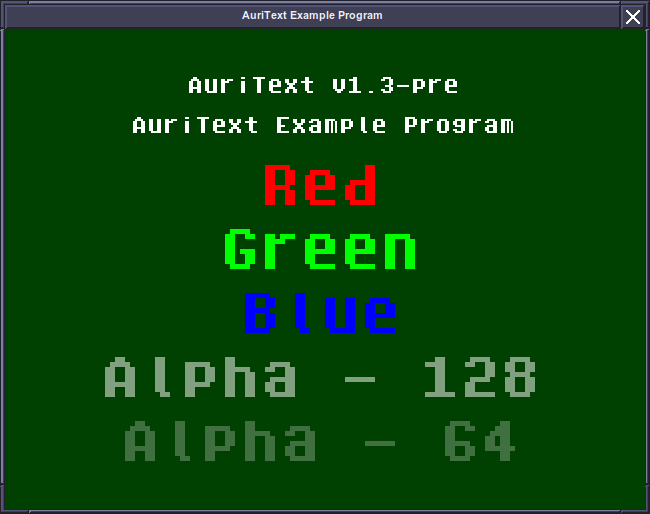 AuriText Example Program
AuriText v1.3-pre
AuriText Example Program
Red
Green
Blue
Alpha - 128
Alpha - 64